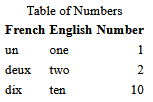 Table of Numbers
French English Number
un one 1
deux two 2
dix ten 10